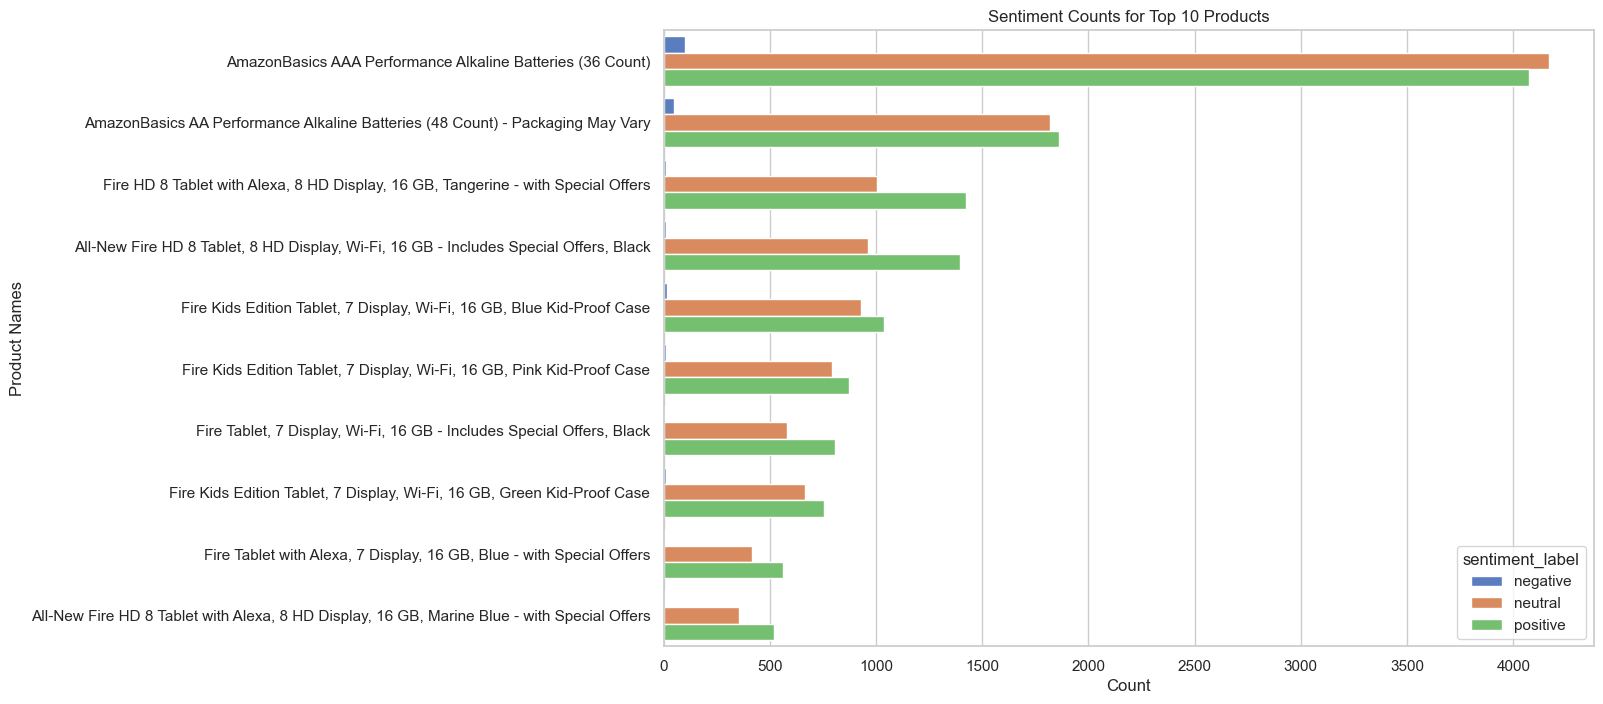 Sentiment Counts for Top 10 Products
AmazonBasics AAA Performance Alkaline Batteries (36 Count)
AmazonBasics AA Performance Alkaline Batteries (48 Count) - Packaging May Vary
Fire HD 8 Tablet with Alexa, 8 HD Display, 16 GB, Tangerine - with Special Offers
All-New Fire HD 8 Tablet, 8 HD Display, Wi-Fi, 16 GB - Includes Special Offers, Black
Fire Kids Edition Tablet, 7 Display, Wi-Fi, 16 GB, Blue Kid-Proof Case
Fire Kids Edition Tablet, 7 Display, Wi-Fi, 16 GB, Pink Kid-Proof Case
Fire Tablet, 7 Display, Wi-Fi, 16 GB - Includes Special Offers, Black
Fire Kids Edition Tablet, 7 Display, Wi-Fi, 16 GB, Green Kid-Proof Case
Fire Tablet with Alexa, 7 Display, 16 GB, Blue - with Special Offers
All-New Fire HD 8 Tablet with Alexa, 8 HD Display, 16 GB, Marine Blue - with Special Offers
Product Names
sentiment_label
negative
neutral
positive
0 500 1000 1500 2000 2500 3000 3500 4000
Count